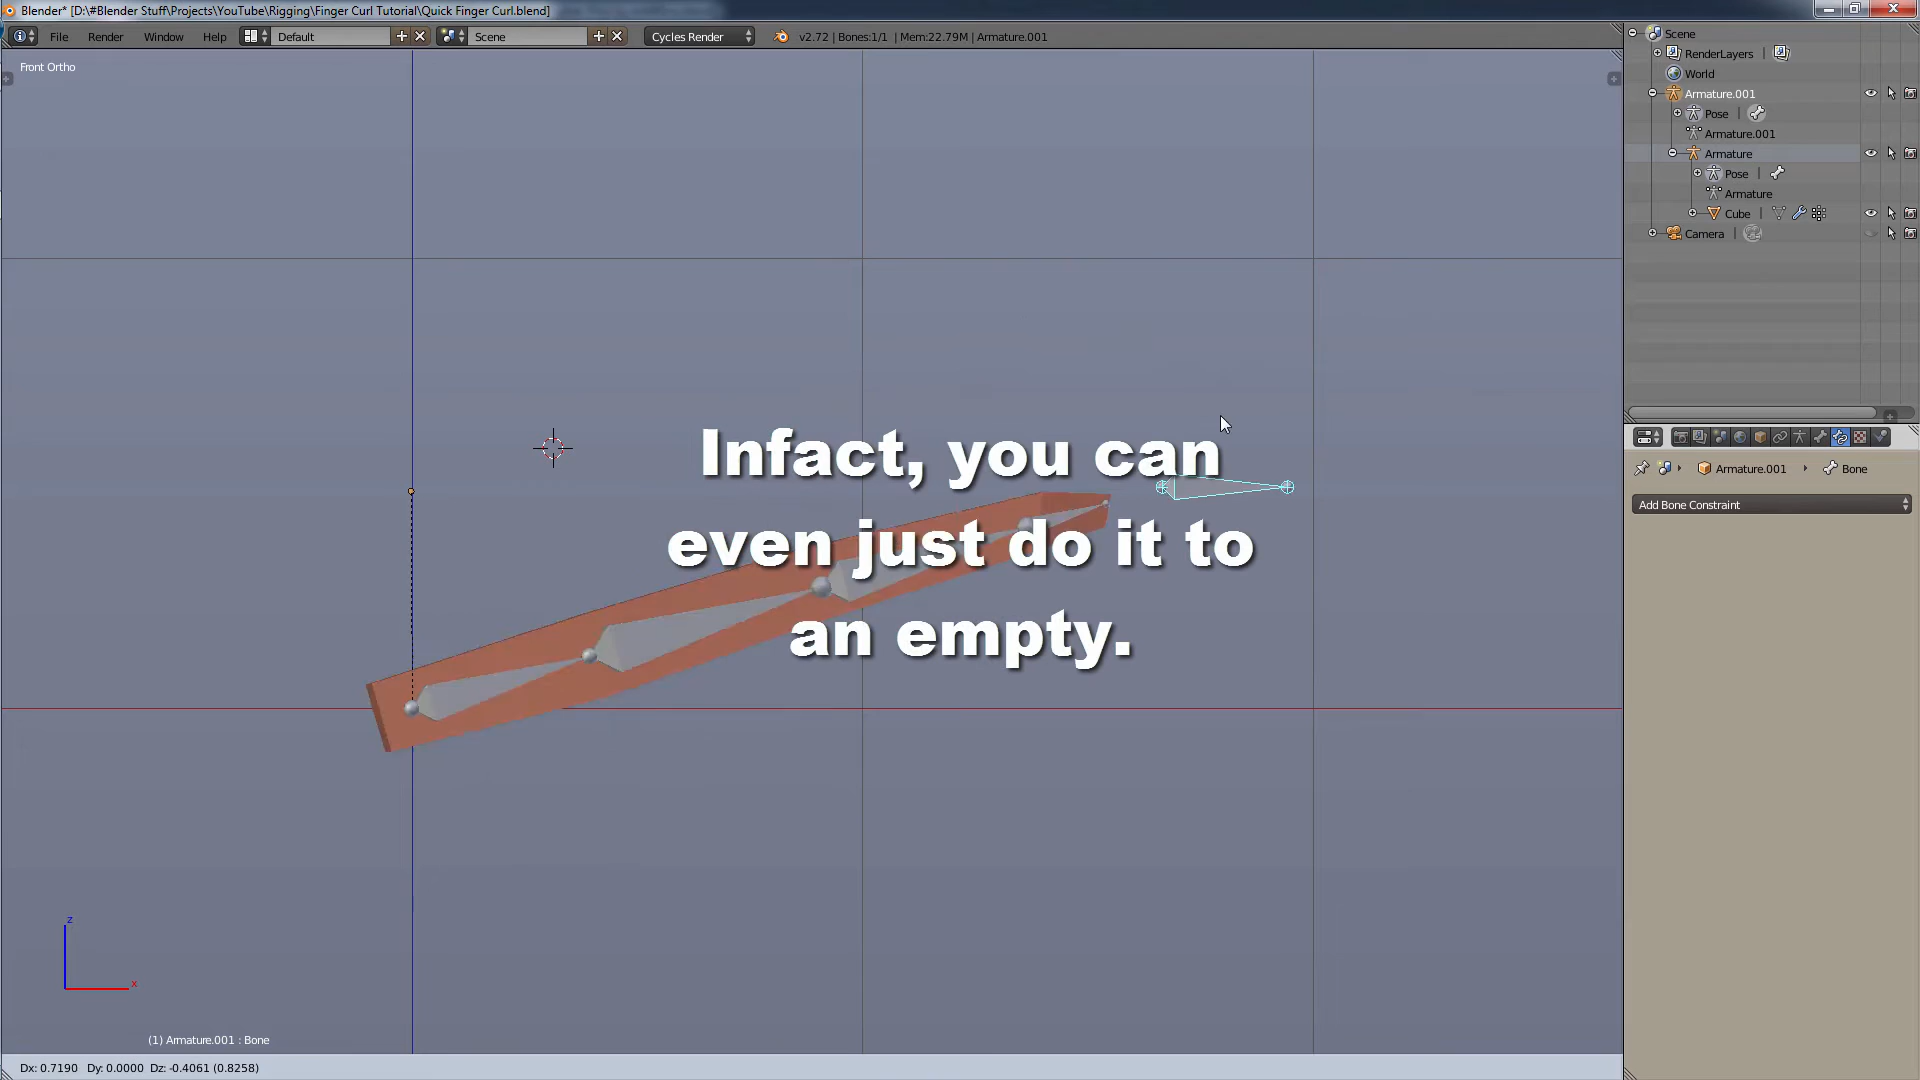 Blender* [D:\#Blender Stuff\Projects\YouTube\Rigging\Finger Curl Tutorial\Quick Finger Curl.blend]
File Render Window Help Default Scene Cycles Render v2.72 | Bones:1/1 | Mem:22.79M | Armature.001
Front Ortho
Scene
RenderLayers |
World
Armature.001
Pose |
Armature.001
Armature
Pose |
Armature
Cube |
Camera |
Armature.001 Bone
Add Bone Constraint
Infact, you can
even just do it to
an empty.
z
x
(1) Armature.001 : Bone
Dx: 0.7190 Dy: 0.0000 Dz: -0.4061 (0.8258)